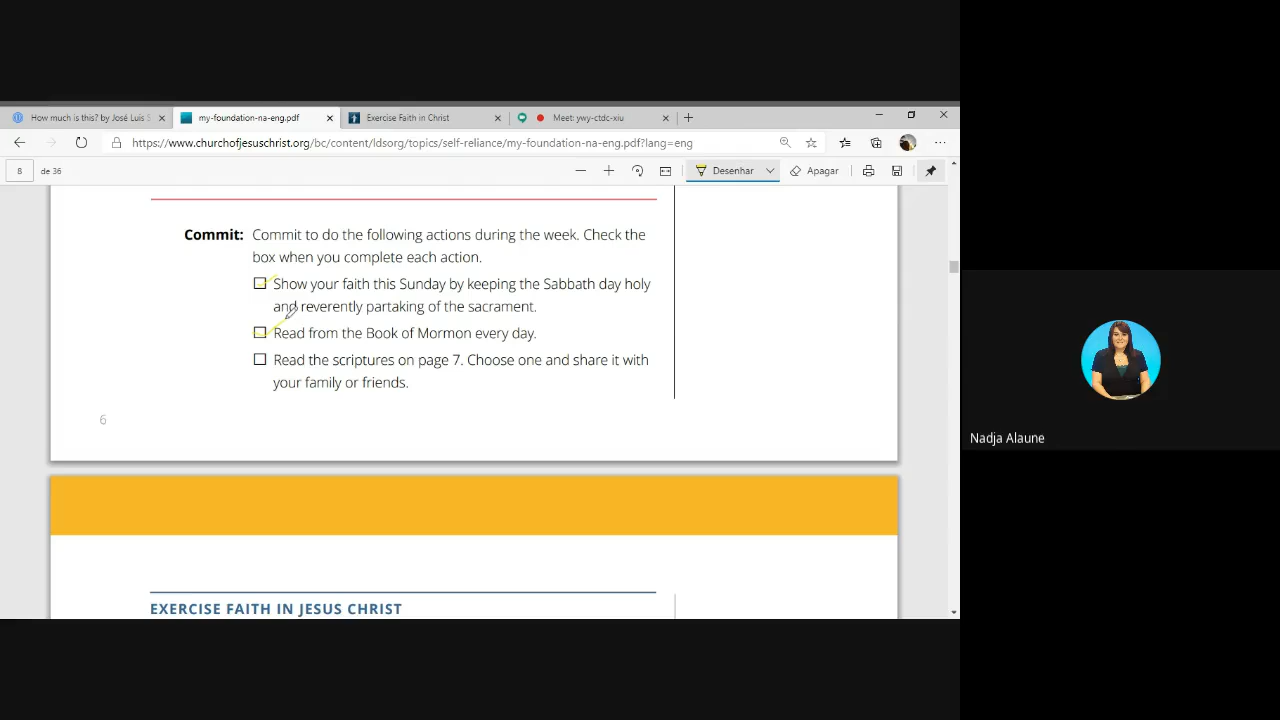 How much is this? by José Luis S
my-foundation-na-eng.pdf
Exercise Faith in Christ
Meet: ywy-ctdc-xiu
https://www.churchofjesuschrist.org/bc/content/ldsorg/topics/self-reliance/my-foundation-na-eng.pdf?lang=eng
8 de 36
Desenhar
Apagar
Commit: Commit to do the following actions during the week. Check the
box when you complete each action.
Show your faith this Sunday by keeping the Sabbath day holy
and reverently partaking of the sacrament.
Read from the Book of Mormon every day.
Read the scriptures on page 7. Choose one and share it with
your family or friends.
6
EXERCISE FAITH IN JESUS CHRIST
Nadja Alaune